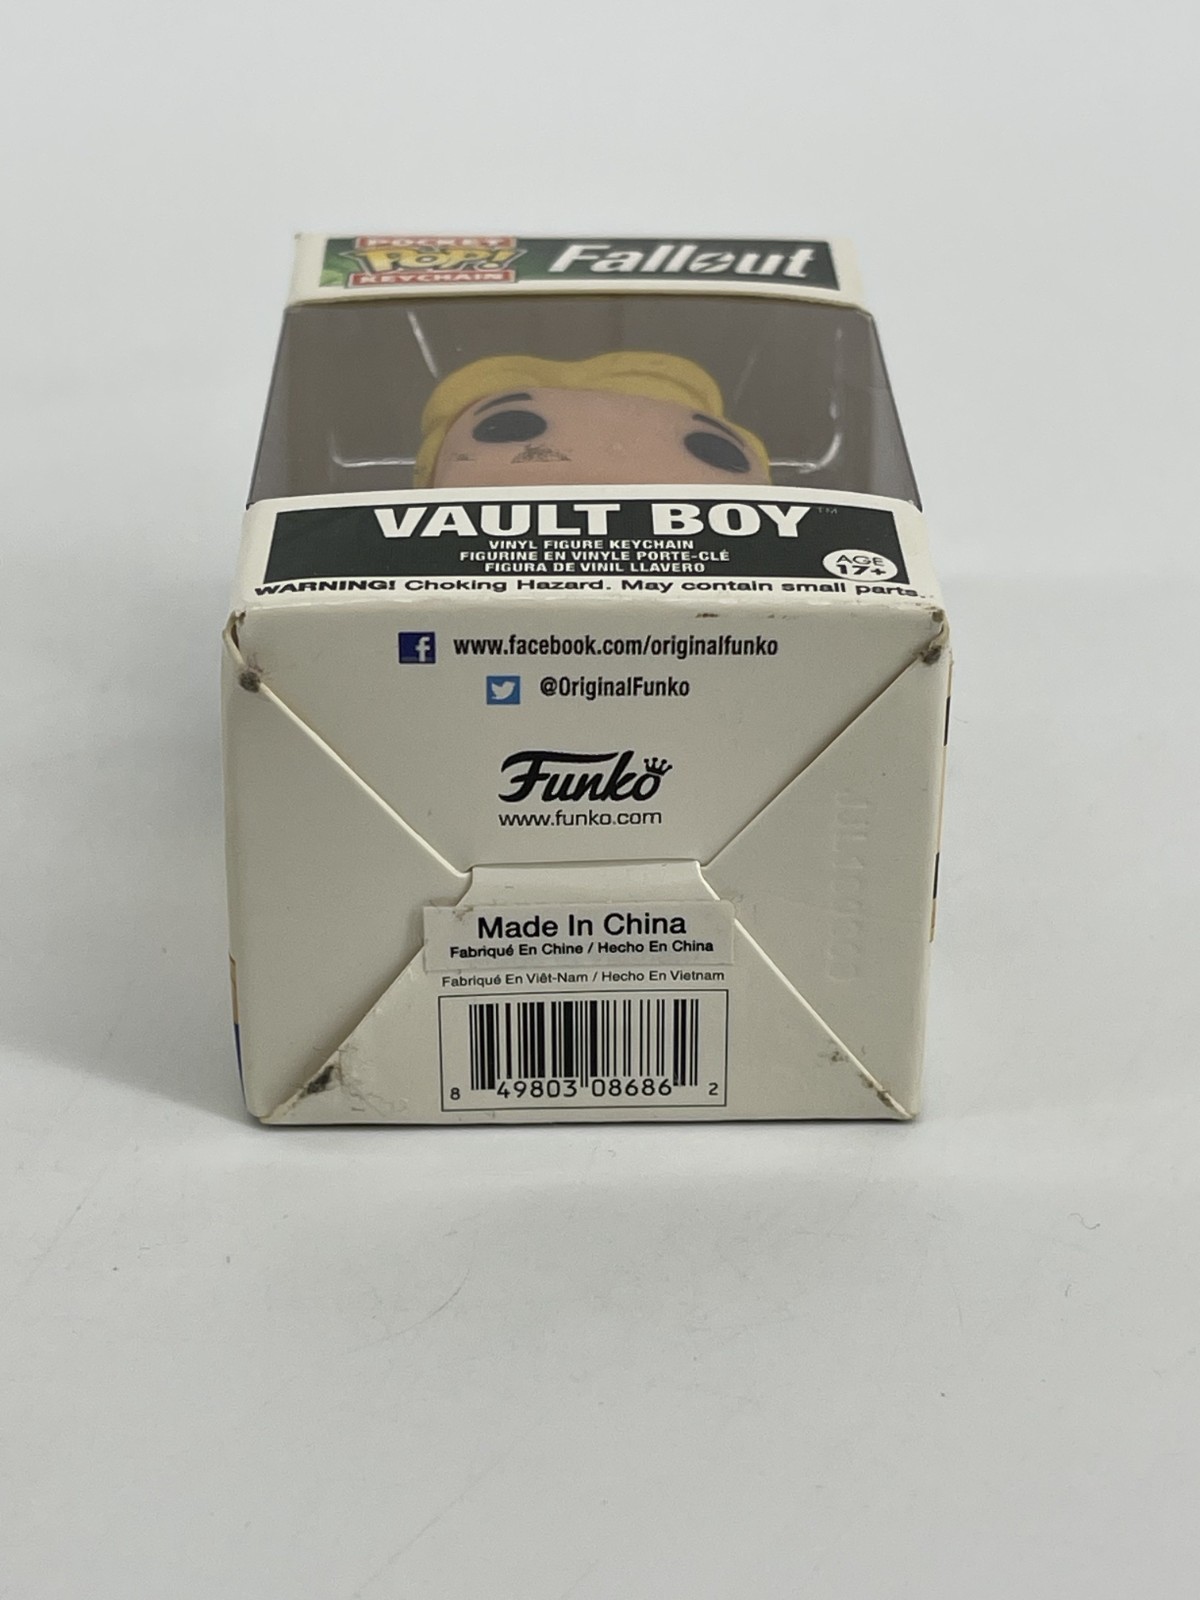 POCKET
POP!
KEYCHAIN
Fallout
VAULT BOY™
VINYL FIGURE KEYCHAIN
FIGURINE EN VINYLE PORTE-CLÉ
FIGURA DE VINIL LLAVERO
AGE
17+
WARNING! Choking Hazard. May contain small parts.
f www.facebook.com/originalfunko
@OriginalFunko
Funko
www.funko.com
Made In China
Fabriqué En Chine / Hecho En China
Fabriqué En Viêt-Nam / Hecho En Vietnam
8 49803 08686 2